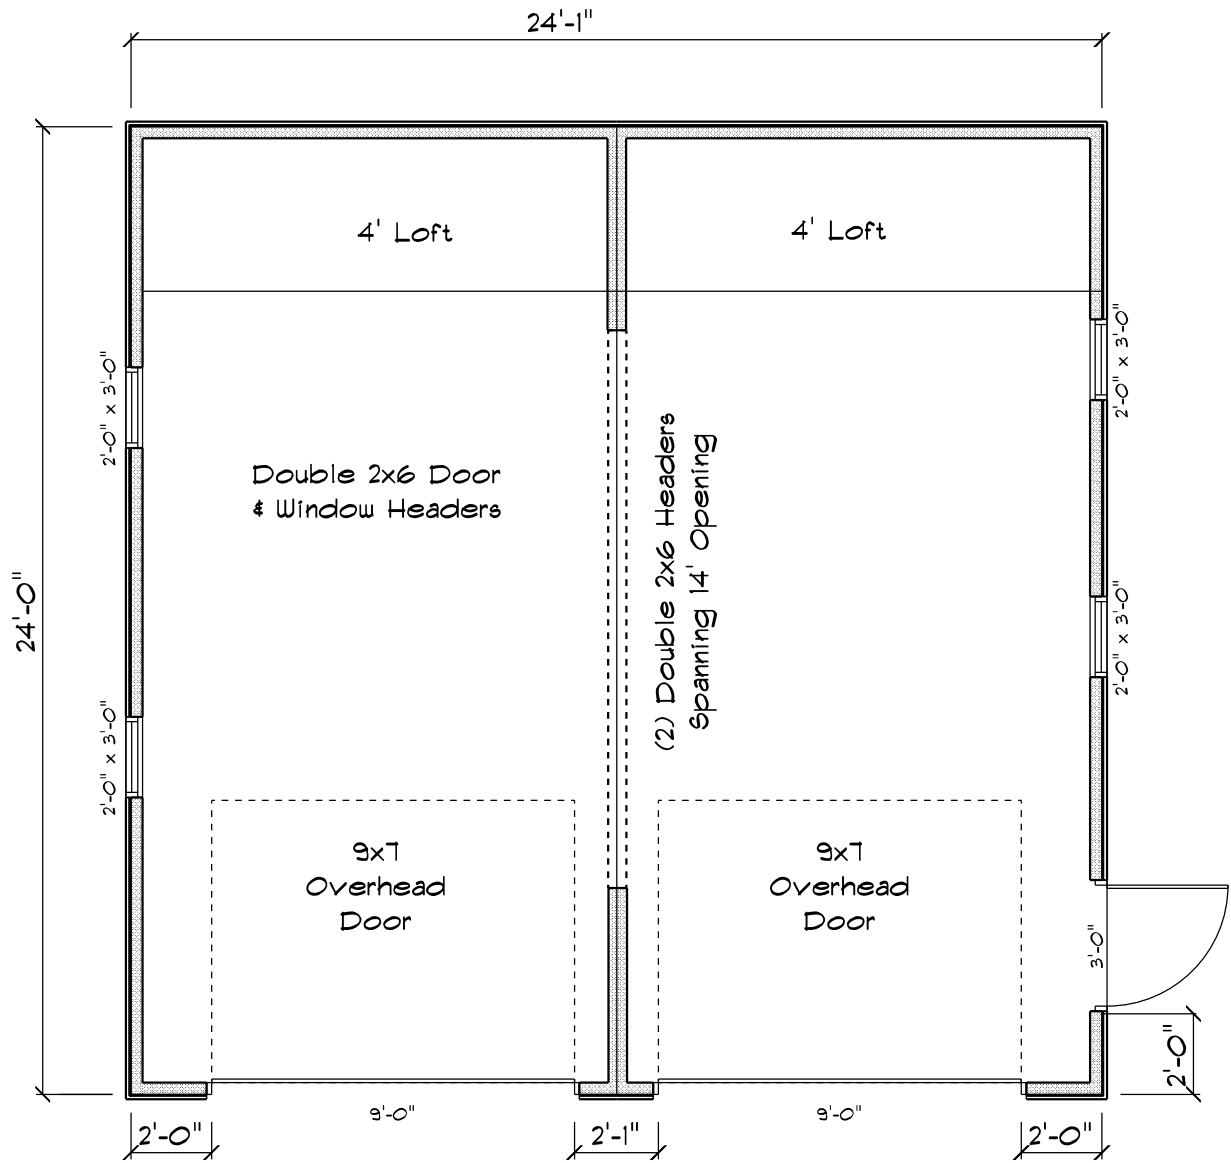 24'-1"
4' Loft
4' Loft
2'-0" x 3'-0"
2'-0" x 3'-0"
Double 2x6 Door
& Window Headers
(2) Double 2x6 Headers
Spanning 14' Opening
24'-0"
2'-0" x 3'-0"
2'-0" x 3'-0"
9x7
Overhead
Door
9x7
Overhead
Door
3'-0"
2'-0"
9'-0"
9'-0"
2'-0"
2'-1"
2'-0"